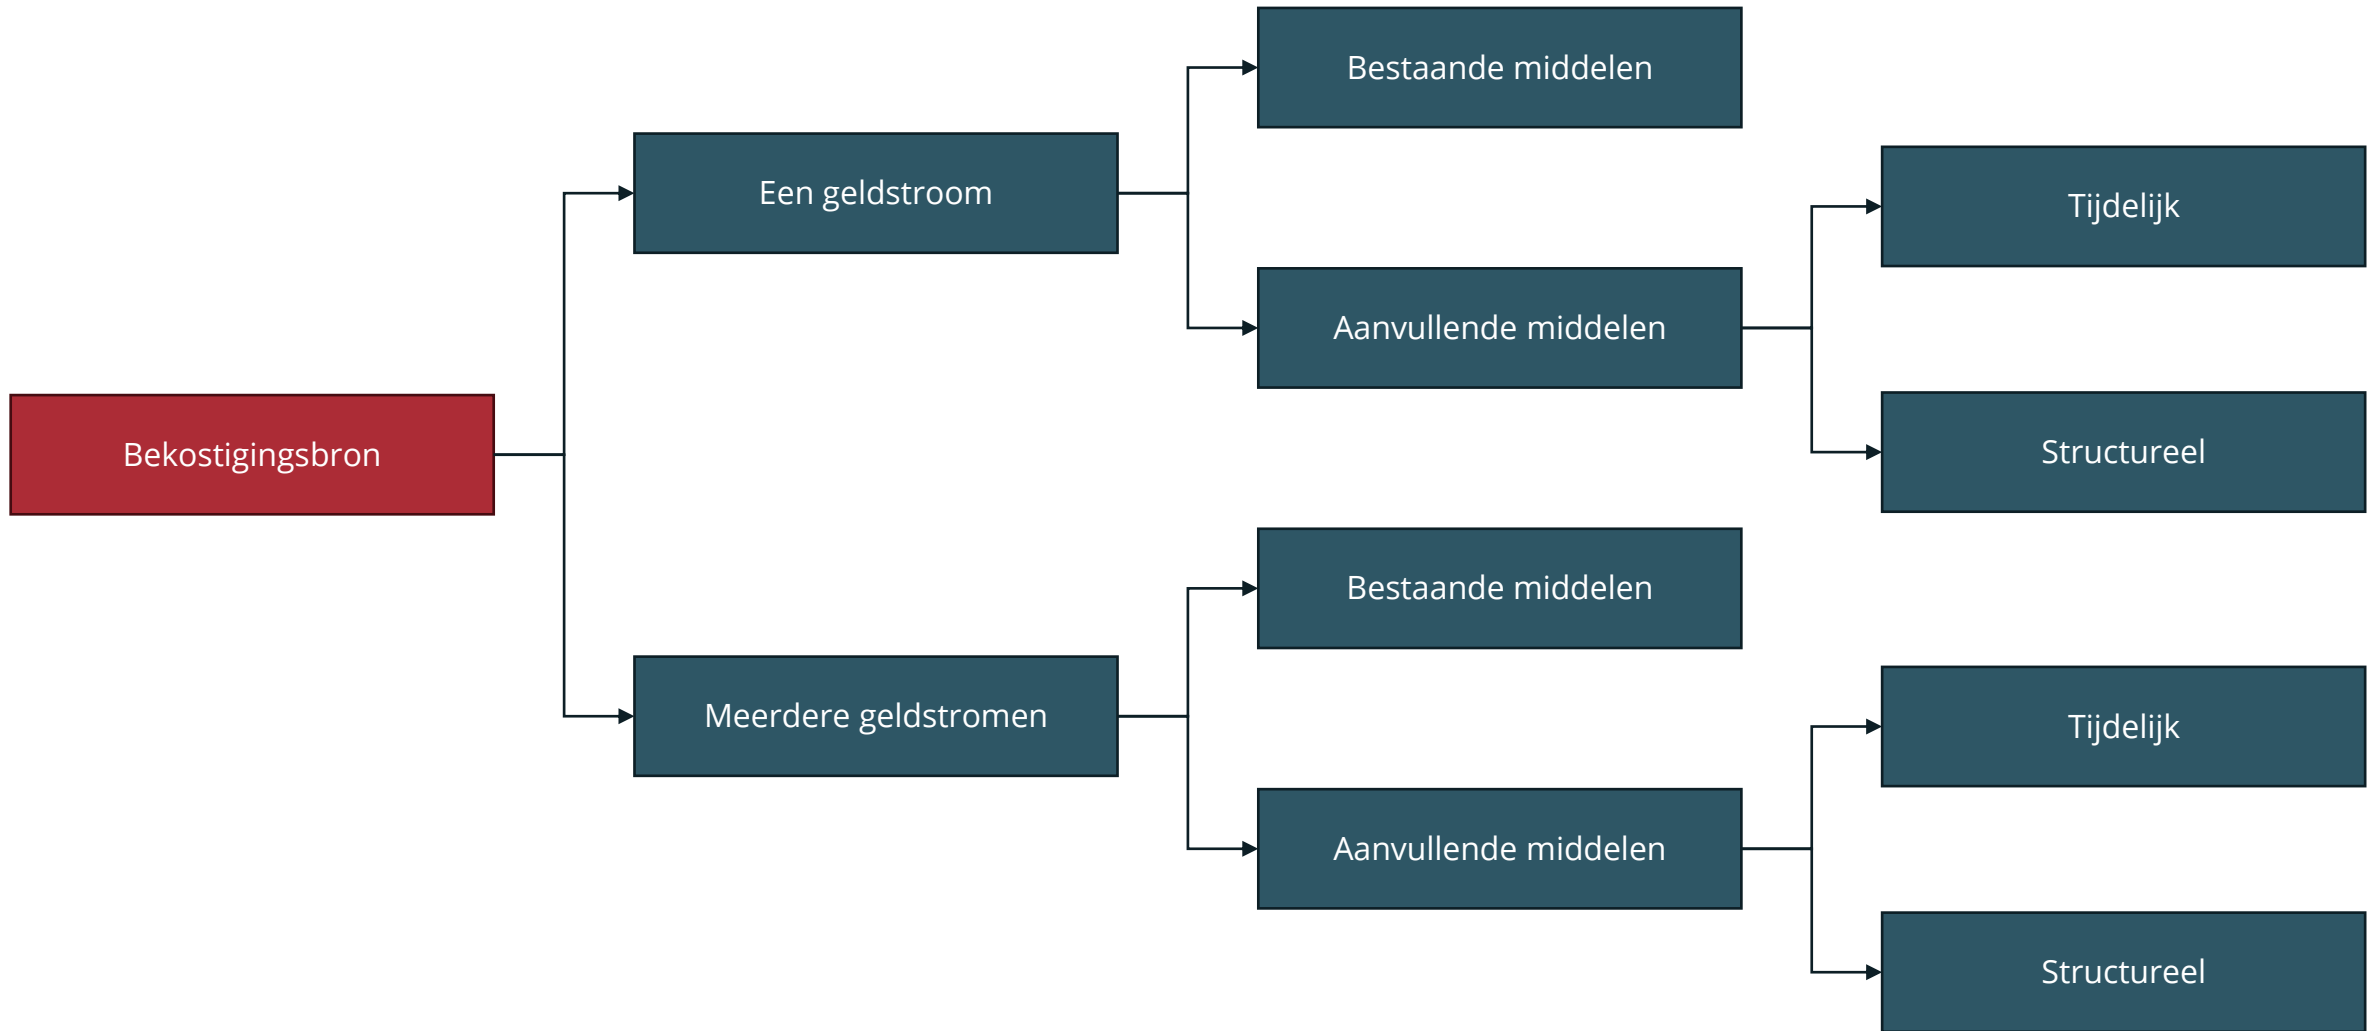 Bekostigingsbron
Een geldstroom
Bestaande middelen
Aanvullende middelen
Tijdelijk
Structureel
Meerdere geldstromen
Bestaande middelen
Aanvullende middelen
Tijdelijk
Structureel